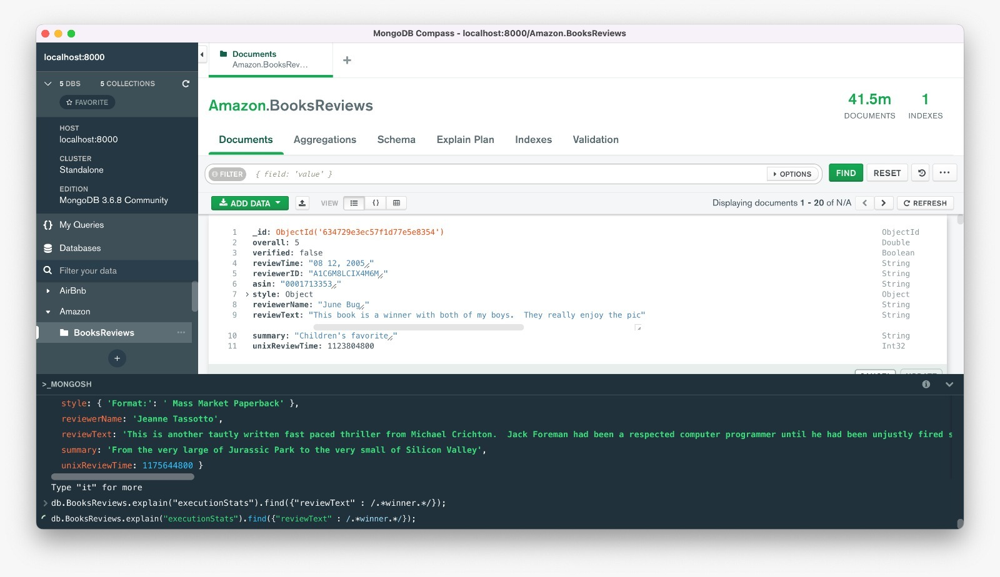 MongoDB Compass - localhost:8000/Amazon.BooksReviews
localhost:8000
5 DBS 5 COLLECTIONS
FAVORITE
HOST
localhost:8000
CLUSTER
Standalone
EDITION
MongoDB 3.6.8 Community
{} My Queries
Databases
Filter your data
AirBnb
Amazon
BooksReviews ...
+
Documents
Amazon.BooksRev...
+
Amazon.BooksReviews
41.5m
DOCUMENTS
1
INDEXES
Documents Aggregations Schema Explain Plan Indexes Validation
FILTER { field: 'value' } OPTIONS FIND RESET ...
ADD DATA VIEW {} Displaying documents 1 - 20 of N/A < > REFRESH
1 _id: ObjectId('634729e3ec57f1d77e5e8354') ObjectId
2 overall: 5 Double
3 verified: false Boolean
4 reviewTime: "08 12, 2005" String
5 reviewerID: "A1C6M8LCIX4M6M" String
6 asin: "0001713353" String
7 > style: Object Object
8 reviewerName: "June Bug" String
9 reviewText: "This book is a winner with both of my boys.  They really enjoy the pic" String
10 summary: "Children's favorite" String
11 unixReviewTime: 1123804800 Int32
CANCEL UPDATE
>_MONGOSH
style: { 'Format:': ' Mass Market Paperback' },
reviewerName: 'Jeanne Tassotto',
reviewText: 'This is another tautly written fast paced thriller from Michael Crichton.  Jack Foreman had been a respected computer programmer until he had been unjustly fired s
summary: 'From the very large of Jurassic Park to the very small of Silicon Valley',
unixReviewTime: 1175644800 }
Type "it" for more
> db.BooksReviews.explain("executionStats").find({"reviewText" : /.*winner.*/});
db.BooksReviews.explain("executionStats").find({"reviewText" : /.*winner.*/});